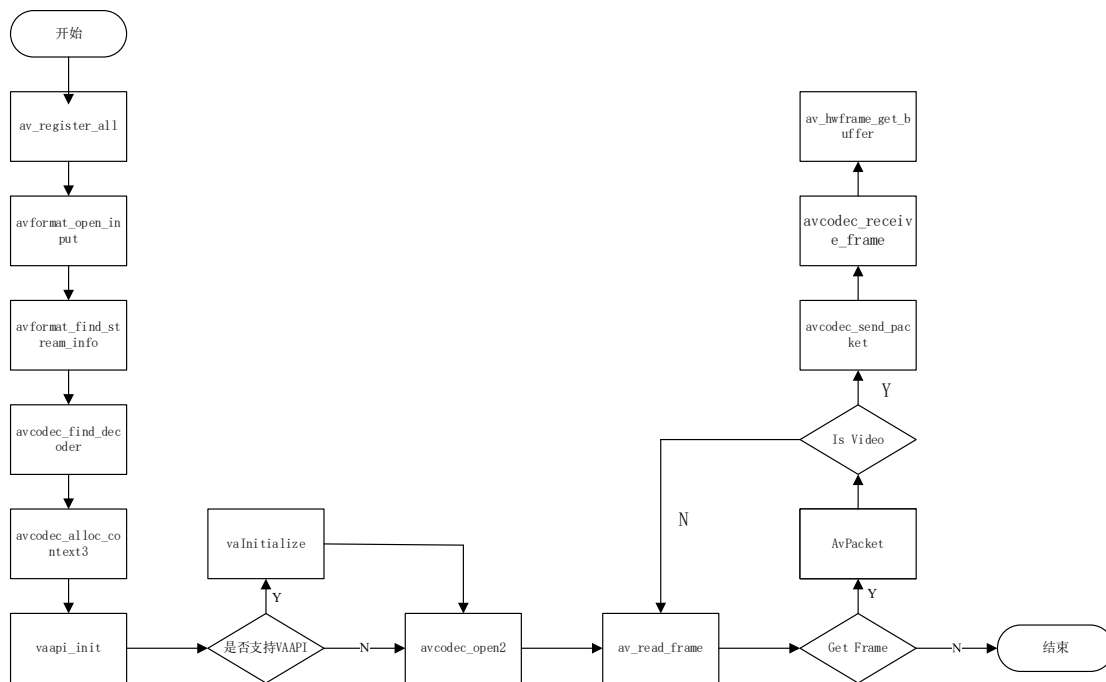 开始
av_register_all
avformat_open_in
put
avformat_find_st
ream_info
avcodec_find_dec
oder
avcodec_alloc_co
ntext3
vaapi_init
是否支持VAAPI
Y
N
vaInitialize
avcodec_open2
av_read_frame
Get Frame
Y
N
结束
AvPacket
Is Video
Y
N
avcodec_send_pac
ket
avcodec_receiv
e_frame
av_hwframe_get_b
uffer